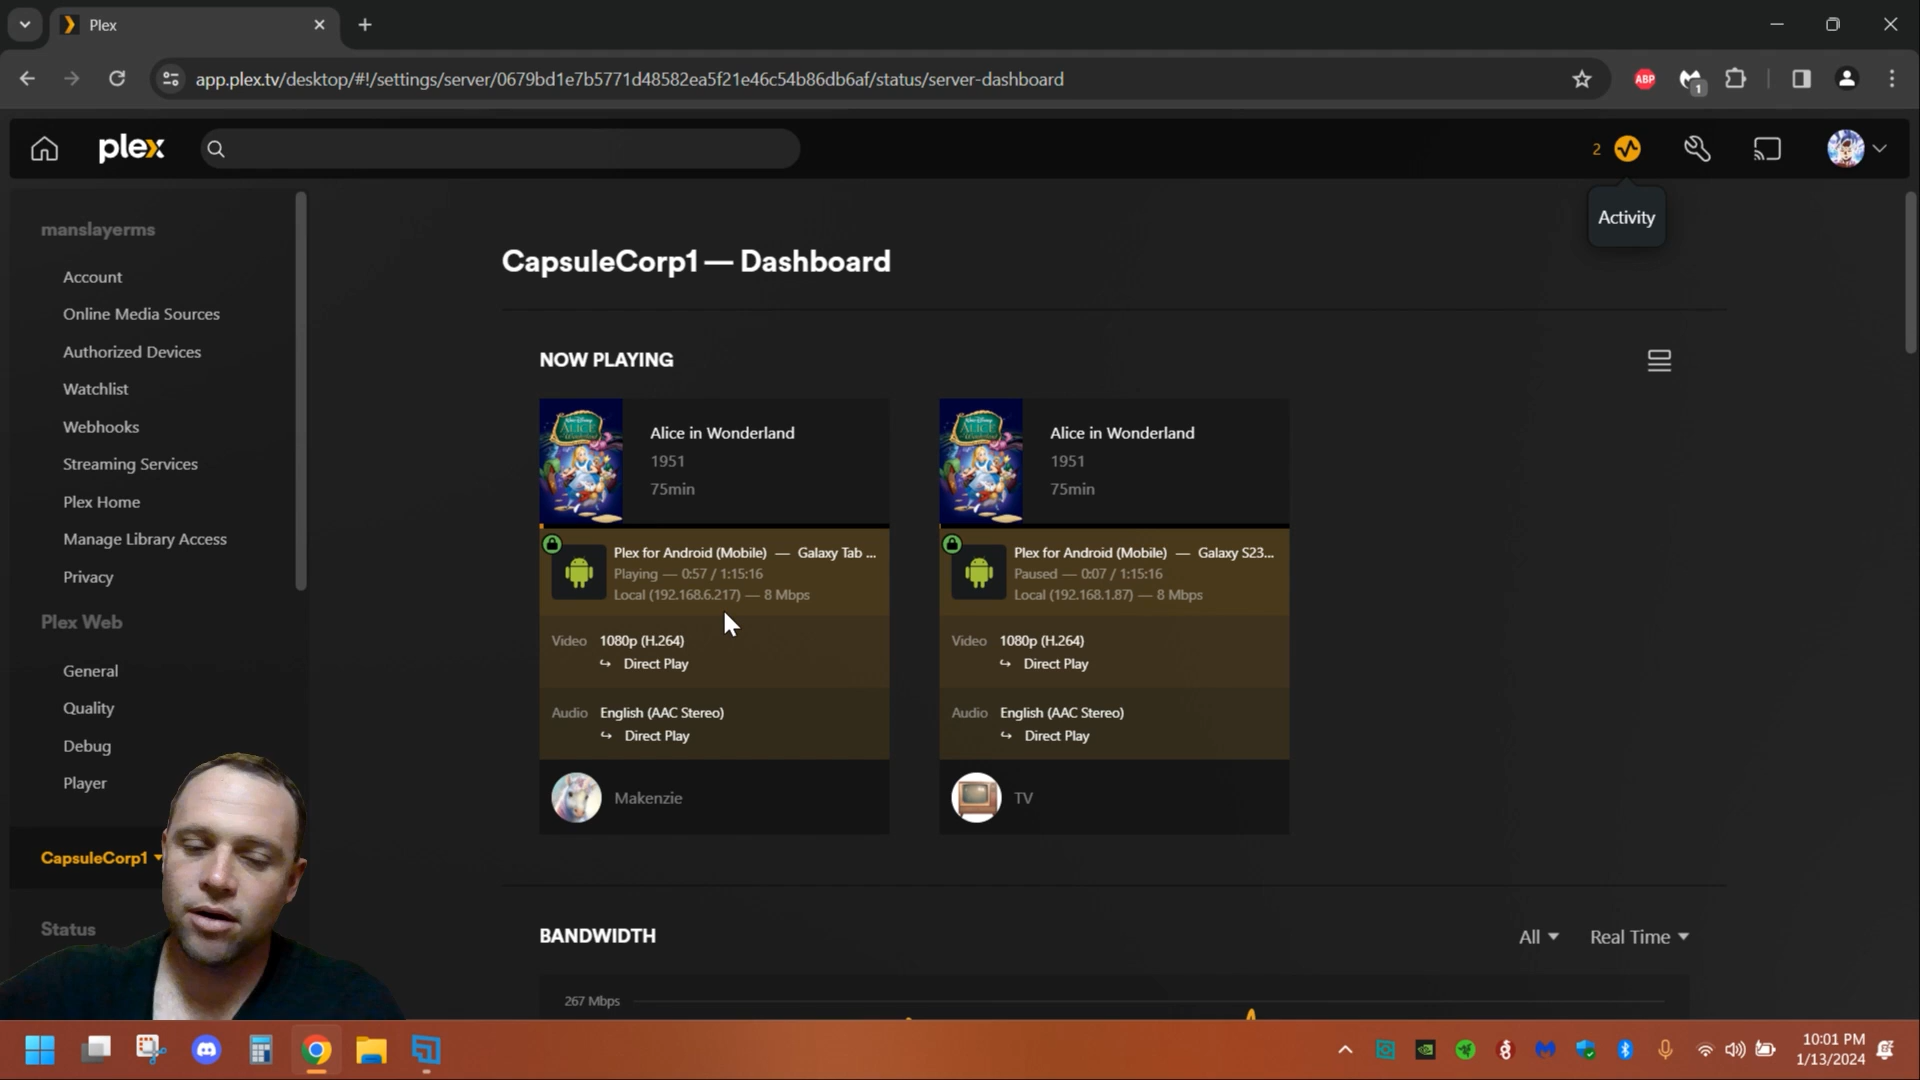 Plex
app.plex.tv/desktop/#!/settings/server/0679bd1e7b5771d48582ea5f21e46c54b86db6af/status/server-dashboard
ABP
1
plex
2
Activity
manslayerms
Account
Online Media Sources
Authorized Devices
Watchlist
Webhooks
Streaming Services
Plex Home
Manage Library Access
Privacy
Plex Web
General
Quality
Debug
Player
CapsuleCorp1
Status
CapsuleCorp1 — Dashboard
NOW PLAYING
ALICE
Alice in Wonderland
1951
75min
Plex for Android (Mobile) — Galaxy Tab ...
Playing — 0:57 / 1:15:16
Local (192.168.6.217) — 8 Mbps
Video 1080p (H.264)
Direct Play
Audio English (AAC Stereo)
Direct Play
Makenzie
ALICE
Alice in Wonderland
1951
75min
Plex for Android (Mobile) — Galaxy S23...
Paused — 0:07 / 1:15:16
Local (192.168.1.87) — 8 Mbps
Video 1080p (H.264)
Direct Play
Audio English (AAC Stereo)
Direct Play
TV
BANDWIDTH
All
Real Time
267 Mbps
10:01 PM
1/13/2024